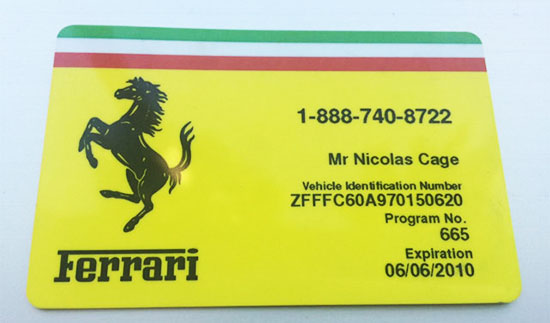 1-888-740-8722
Mr Nicolas Cage
Vehicle Identification Number
ZFFFC60A970150620
Program No.
665
Expiration
06/06/2010
Ferrari